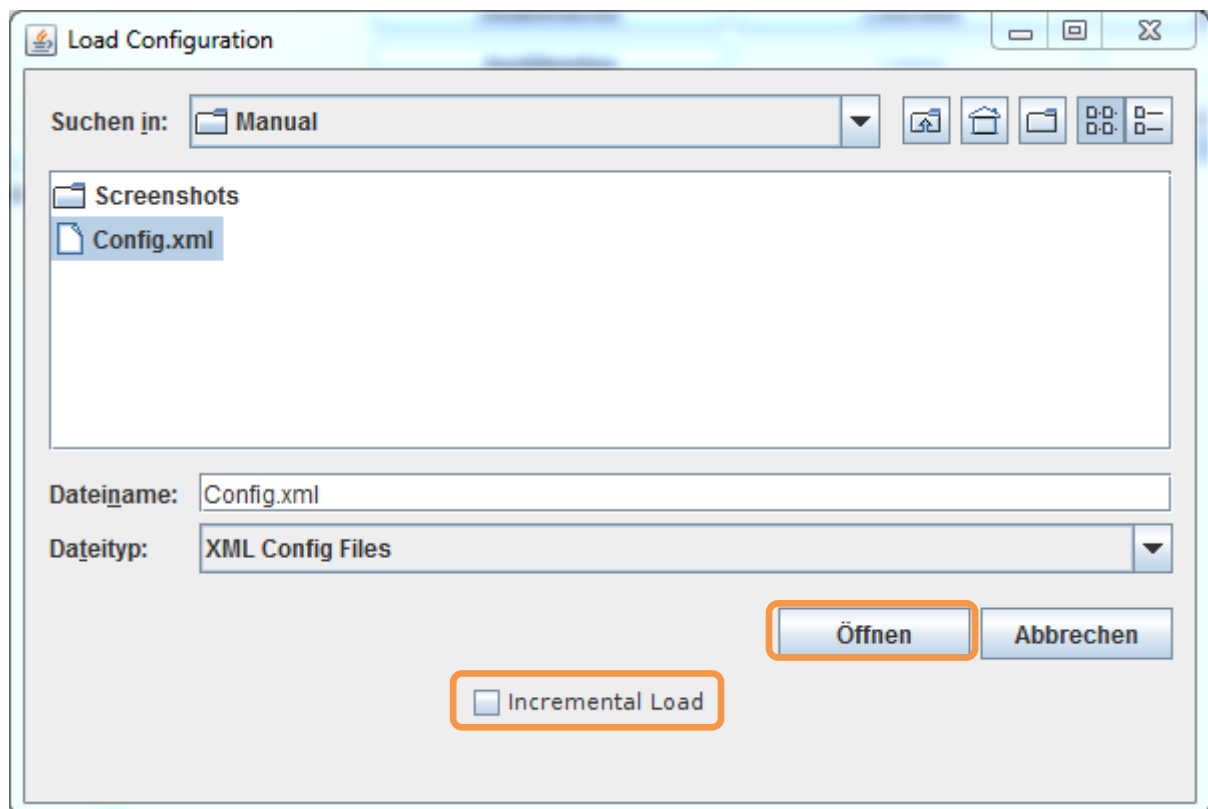 Load Configuration
Suchen in: Manual
Screenshots
Config.xml
Dateiname: Config.xml
Dateityp: XML Config Files
Öffnen Abbrechen
Incremental Load